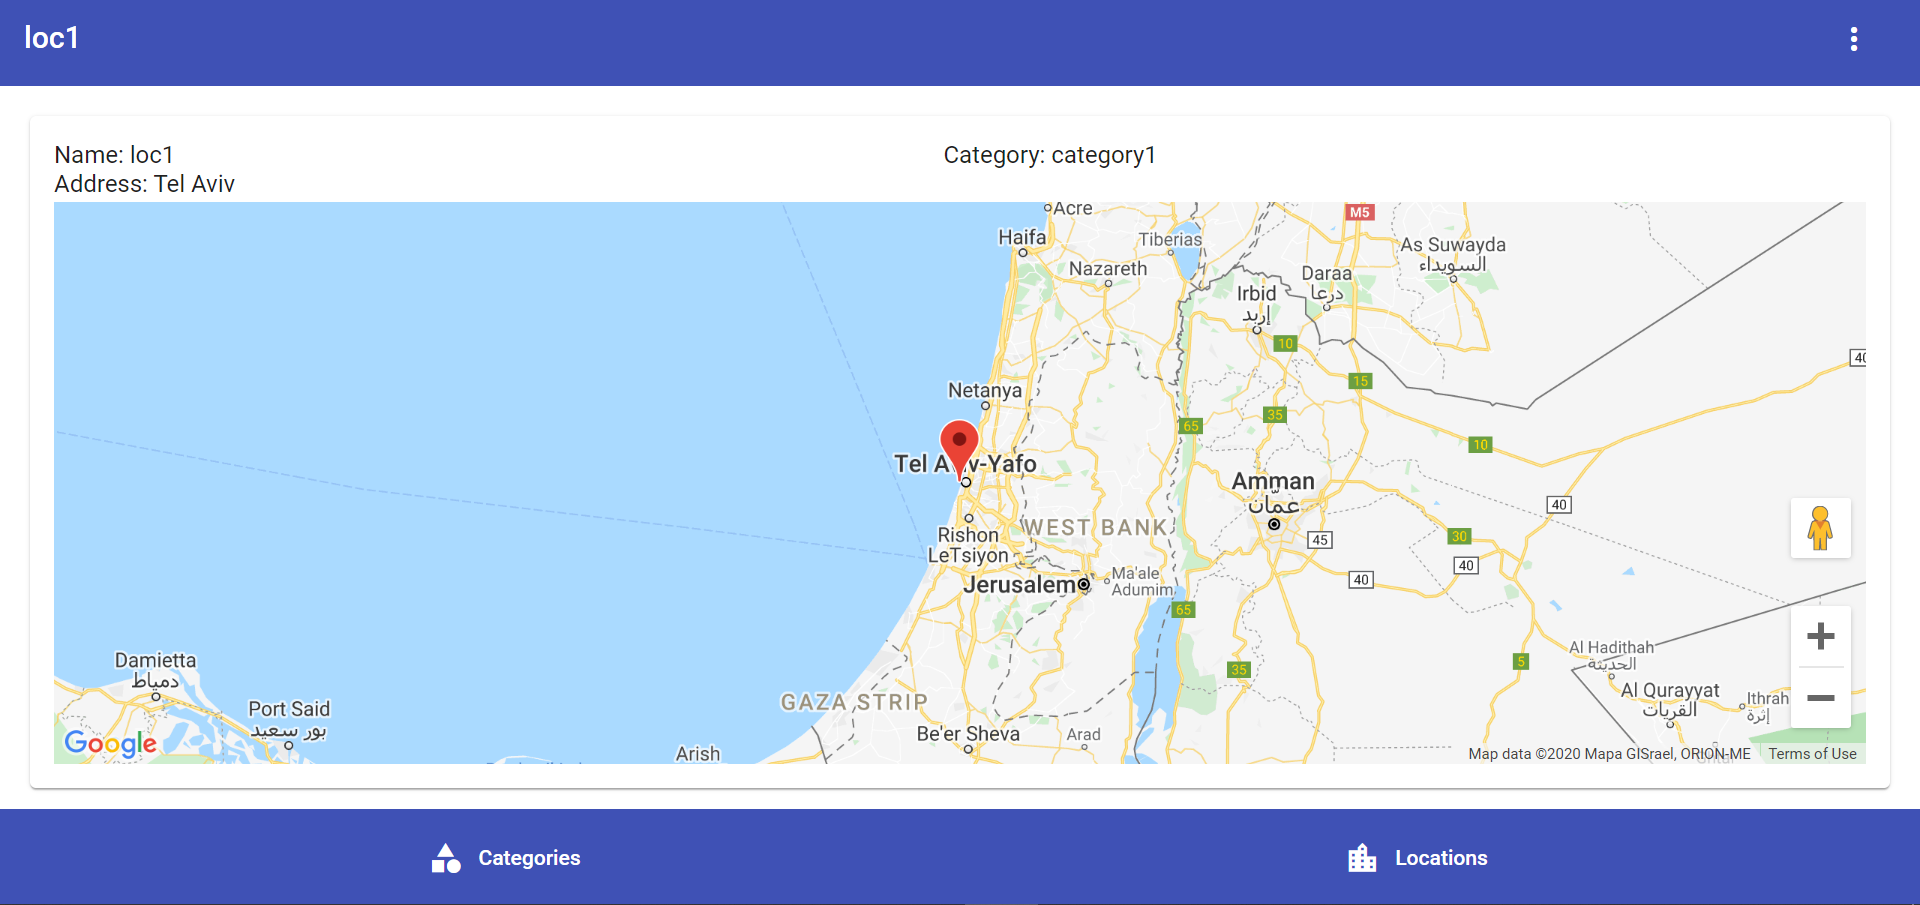 loc1
Name: loc1
Category: category1
Address: Tel Aviv
Acre
M5
Haifa
Tiberias
As Suwayda
السويداء
Nazareth
Daraa
درعا
Irbid
إربد
10
40
15
Netanya
35
65
10
Tel Aviv-Yafo
Amman
عمّان
40
Rishon
LeTsiyon
WEST BANK
45
30
40
40
Jerusalem
Ma'ale
Adumim
65
Al Hadithah
الحديثة
Damietta
دمياط
35
5
Al Qurayyat
القريات
Ithrah
إثرة
GAZA STRIP
Port Said
بور سعيد
Be'er Sheva
Arad
Arish
Google
Map data ©2020 Mapa GISrael, ORION-ME
Terms of Use
Categories
Locations